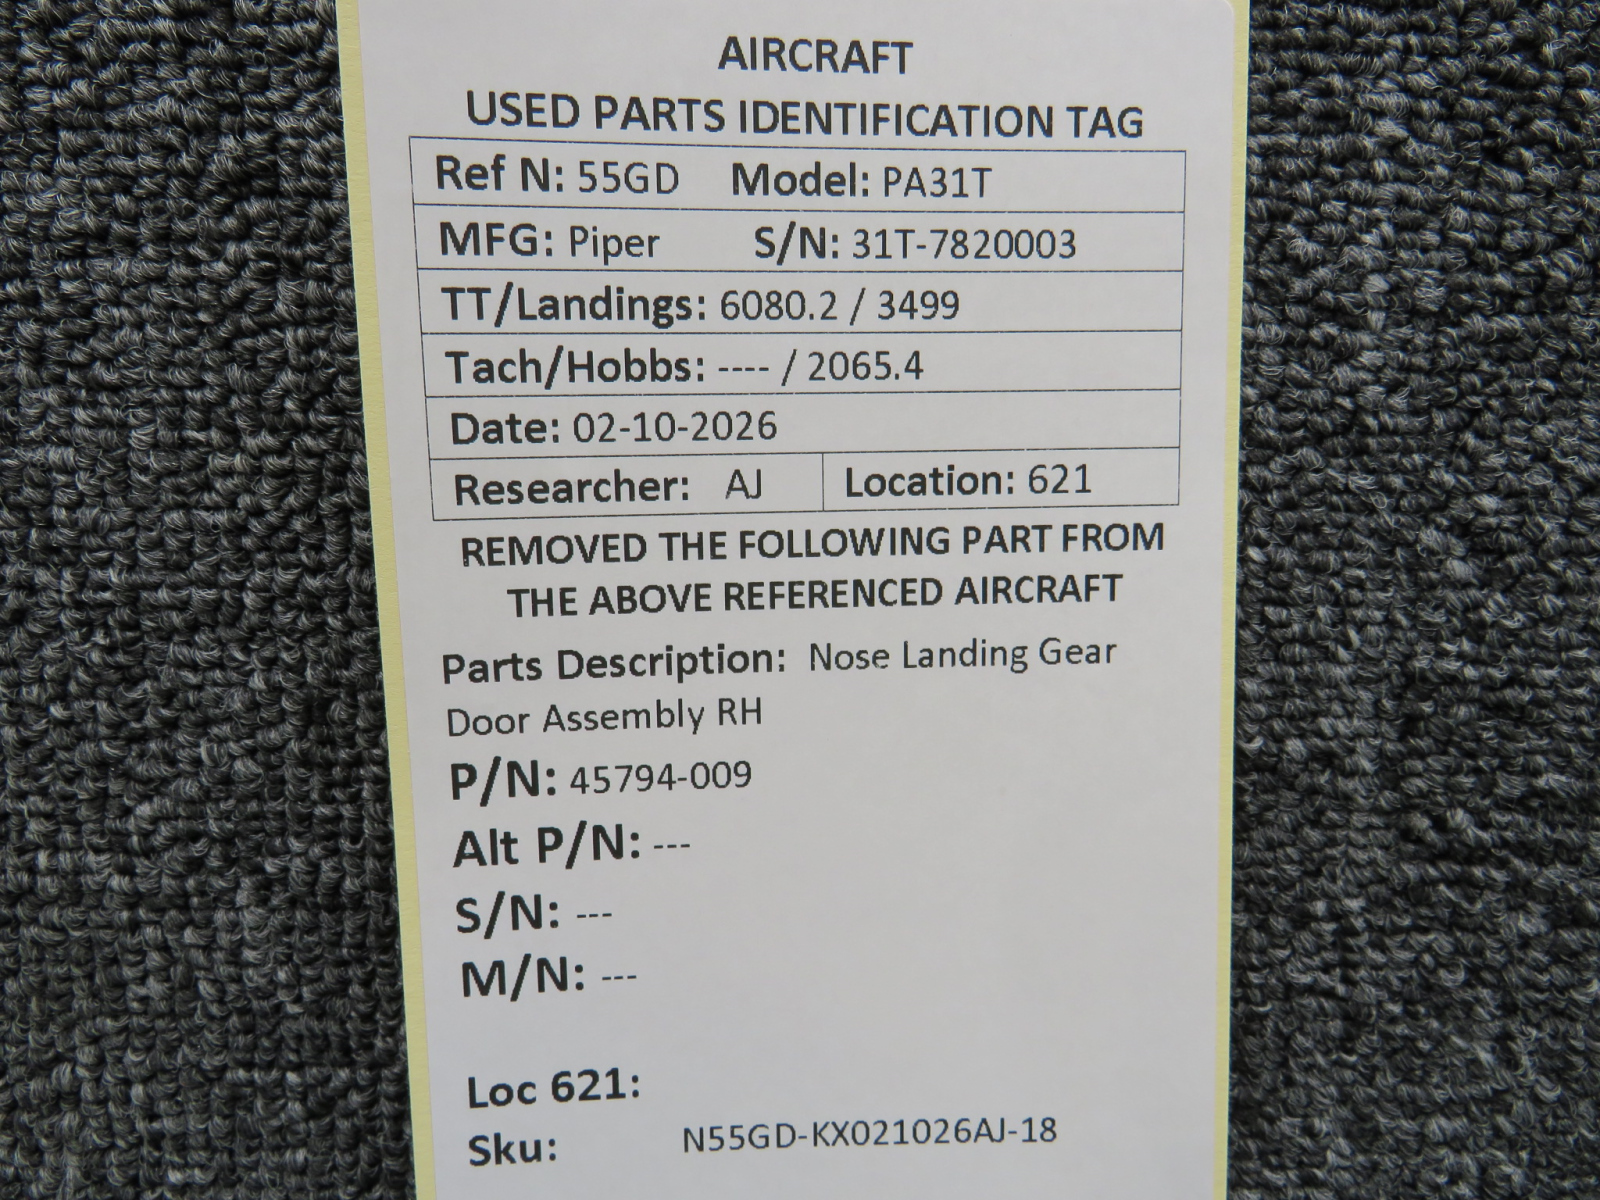 AIRCRAFT
USED PARTS IDENTIFICATION TAG
Ref N: 55GD Model: PA31T
MFG: Piper S/N: 31T-7820003
TT/Landings: 6080.2 / 3499
Tach/Hobbs: ---- / 2065.4
Date: 02-10-2026
Researcher: AJ Location: 621
REMOVED THE FOLLOWING PART FROM
THE ABOVE REFERENCED AIRCRAFT
Parts Description: Nose Landing Gear
Door Assembly RH
P/N: 45794-009
Alt P/N: ---
S/N: ---
M/N: ---
Loc 621:
Sku: N55GD-KX021026AJ-18